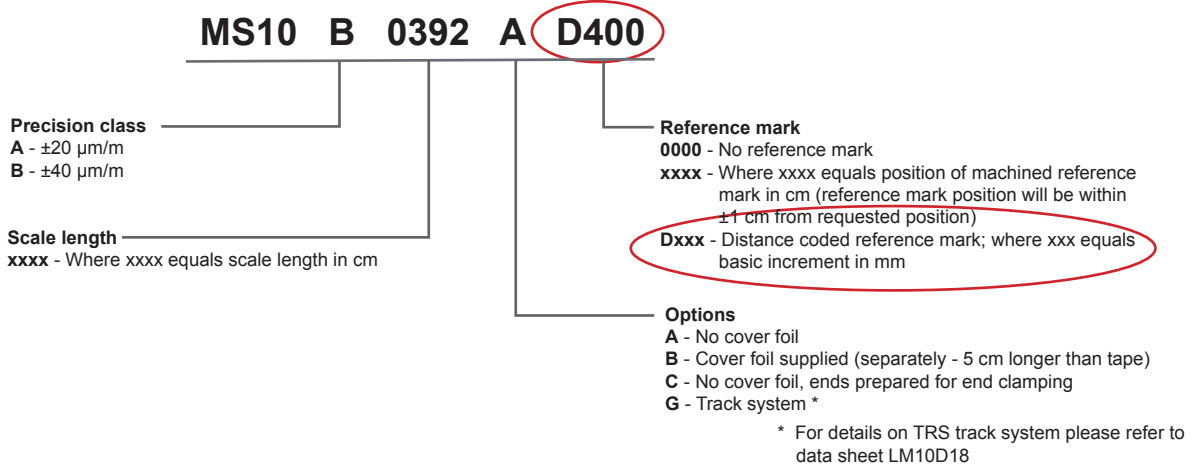 MS10 B 0392 A D400
Precision class
A - ±20 µm/m
B - ±40 µm/m
Scale length
xxxx - Where xxxx equals scale length in cm
Reference mark
0000 - No reference mark
xxxx - Where xxxx equals position of machined reference
mark in cm (reference mark position will be within
±1 cm from requested position)
Dxxx - Distance coded reference mark; where xxx equals
basic increment in mm
Options
A - No cover foil
B - Cover foil supplied (separately - 5 cm longer than tape)
C - No cover foil, ends prepared for end clamping
G - Track system *
* For details on TRS track system please refer to
data sheet LM10D18